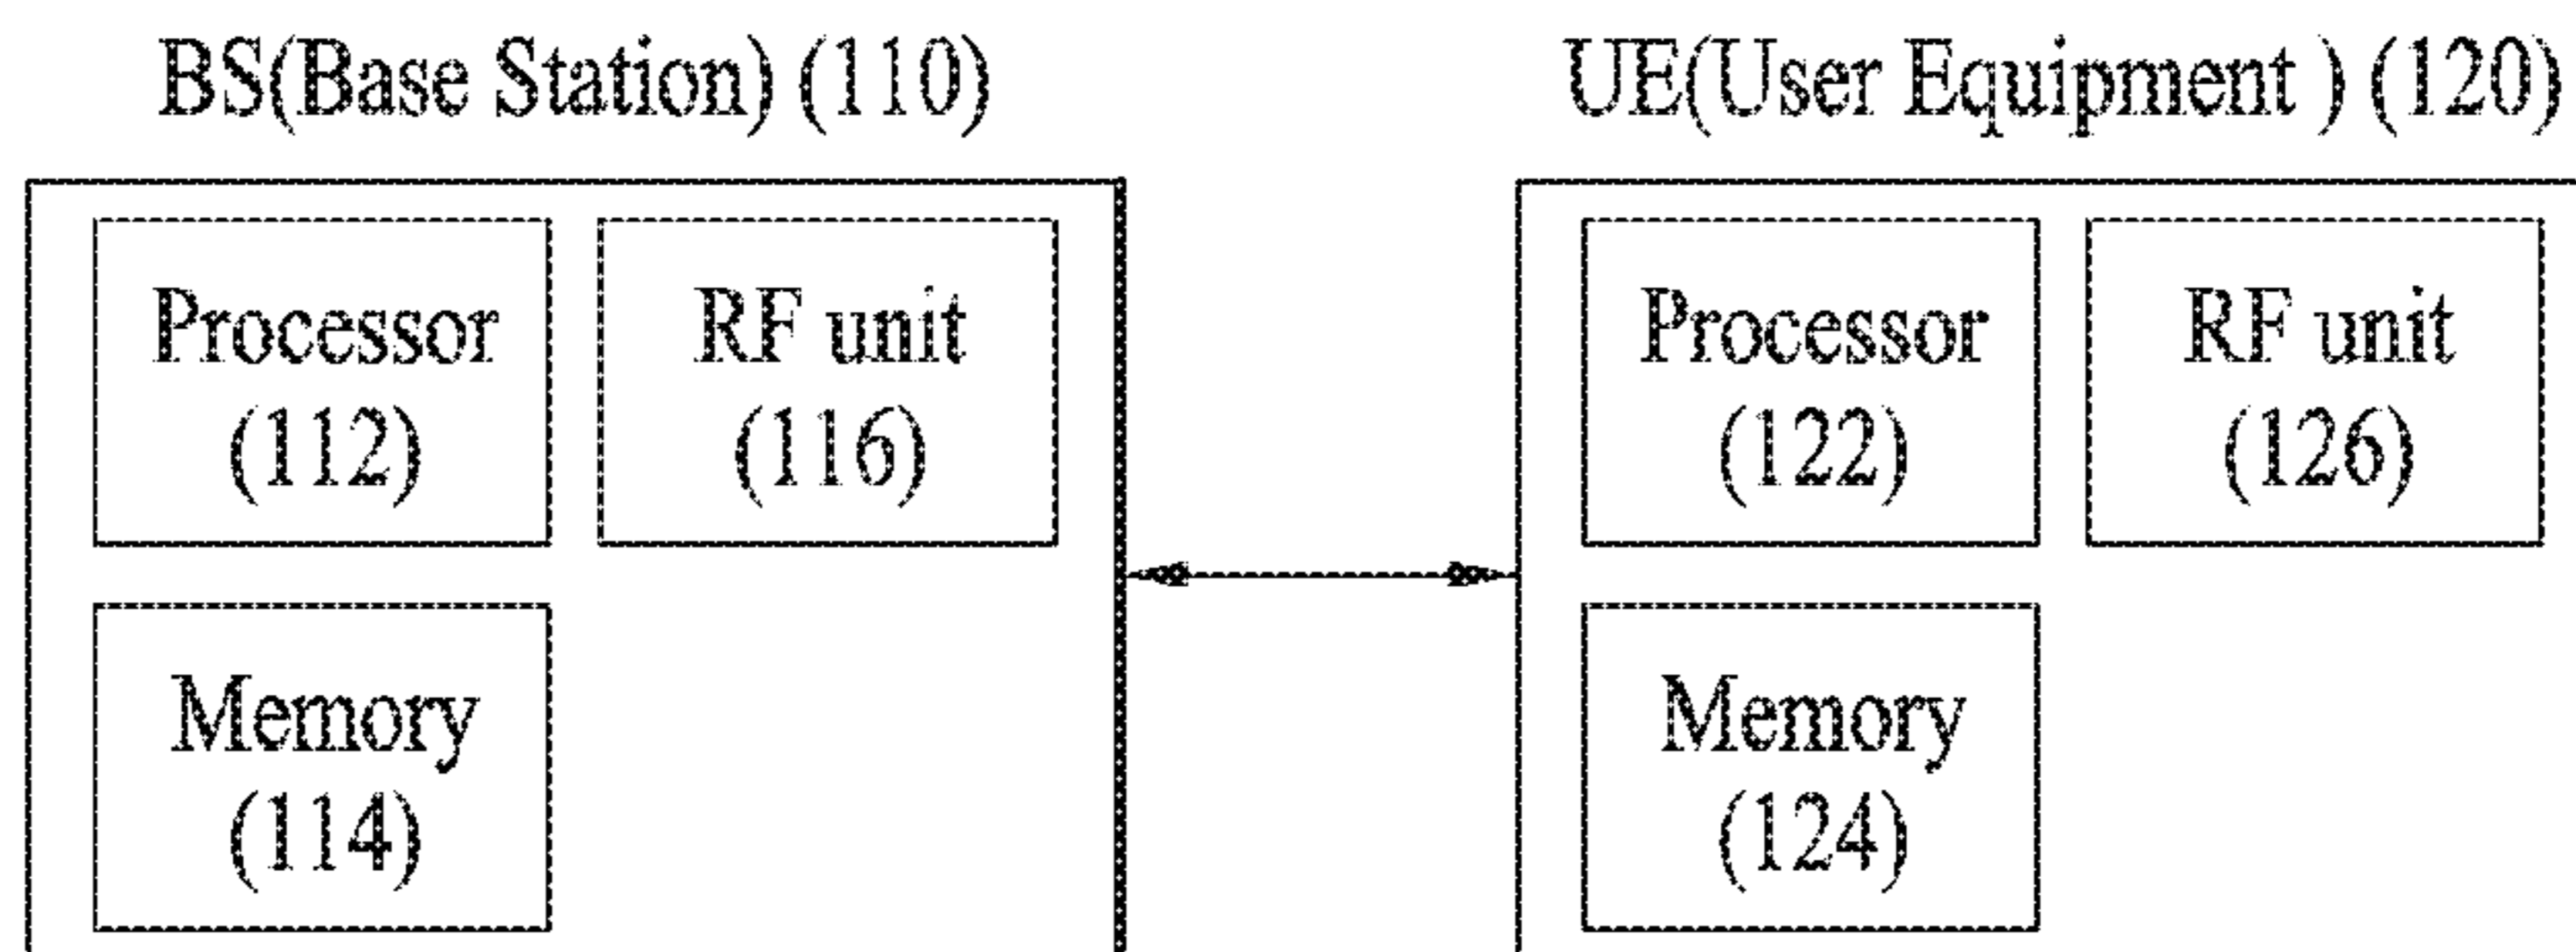 BS(Base Station) (110)
UE(User Equipment ) (120)
Processor
(112)
RF unit
(116)
Memory
(114)
Processor
(122)
RF unit
(126)
Memory
(124)